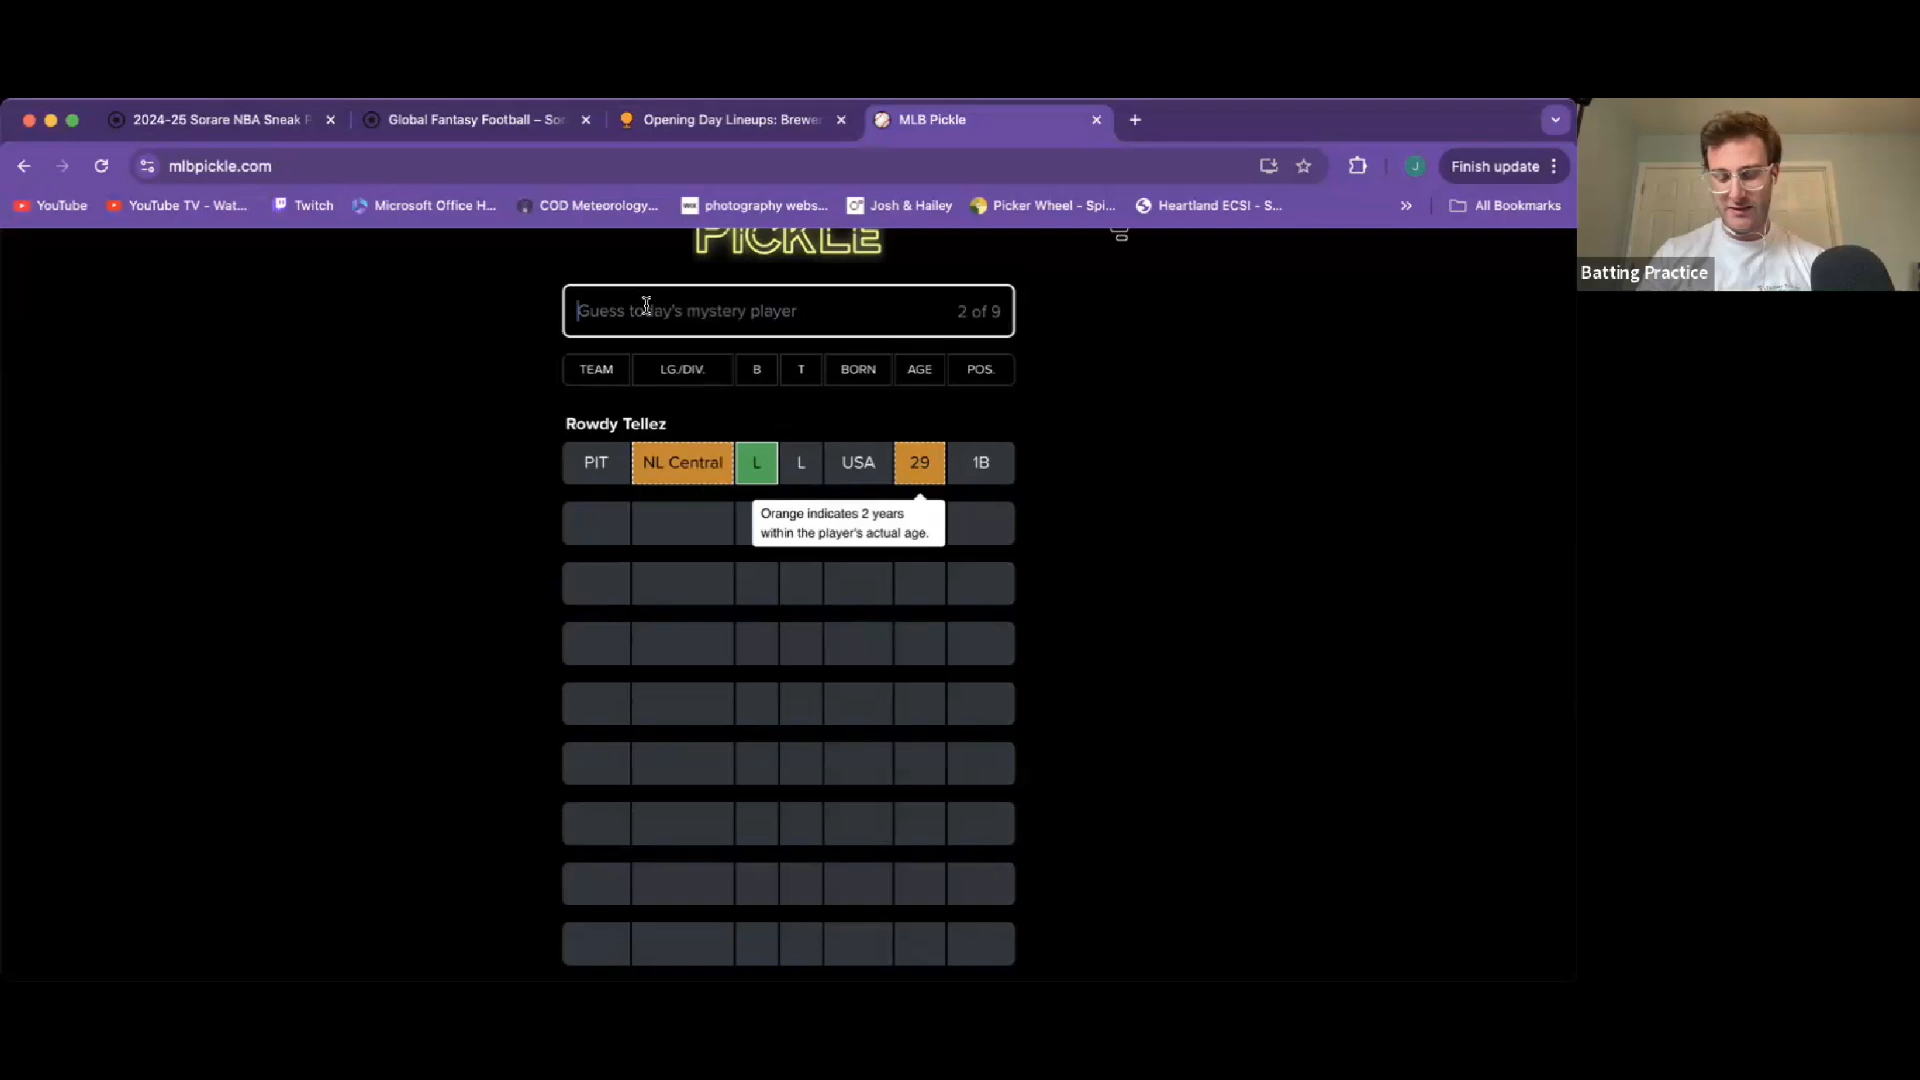 2024-25 Sorare NBA Sneak P
Global Fantasy Football – Sor
Opening Day Lineups: Brewer
MLB Pickle
mlbpickle.com
Finish update
J
YouTube
YouTube TV - Wat...
Twitch
Microsoft Office H...
COD Meteorology...
WIX
photography webs...
Josh & Hailey
Picker Wheel - Spi...
Heartland ECSI - S...
All Bookmarks
PICKLE
Guess today's mystery player
2 of 9
TEAM LG./DIV. B T BORN AGE POS.
Rowdy Tellez
PIT NL Central L L USA 29 1B
Orange indicates 2 years
within the player's actual age.
Batting Practice